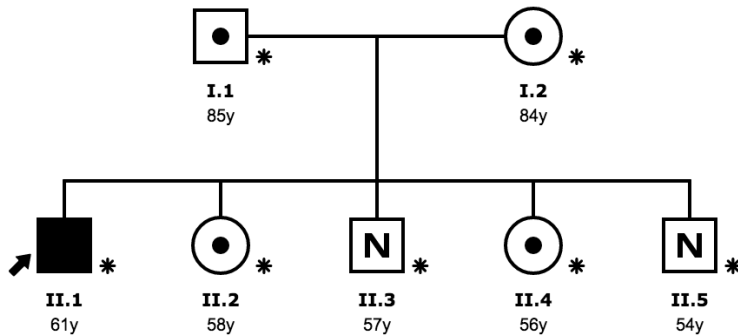 * *
I.1 I.2
85y 84y
* * N * * N *
II.1 II.2 II.3 II.4 II.5
61y 58y 57y 56y 54y